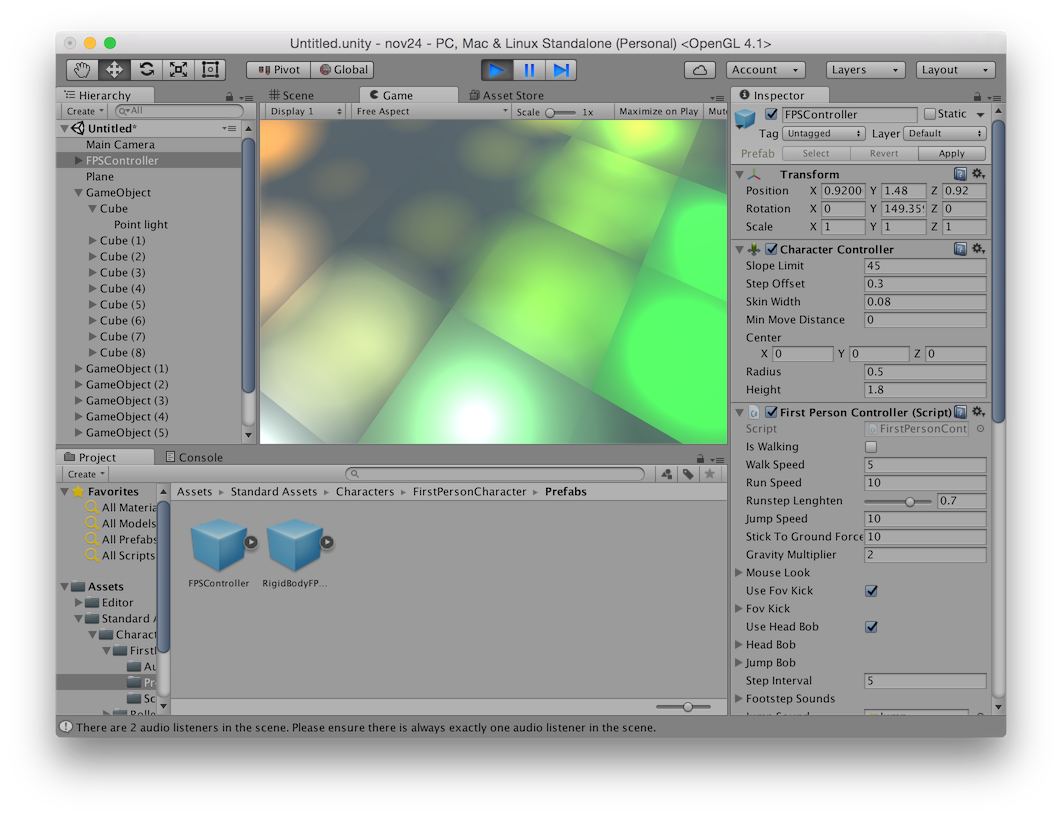 Untitled.unity - nov24 - PC, Mac & Linux Standalone (Personal) <OpenGL 4.1>
Pivot Global Account Layers Layout
Hierarchy
Create All
Untitled*
Main Camera
FPSController
Plane
GameObject
Cube
Point light
Cube (1)
Cube (2)
Cube (3)
Cube (4)
Cube (5)
Cube (6)
Cube (7)
Cube (8)
GameObject (1)
GameObject (2)
GameObject (3)
GameObject (4)
GameObject (5)
Scene Game Asset Store
Display 1 Free Aspect Scale 1x Maximize on Play Mut
Inspector
FPSController Static
Tag Untagged Layer Default
Prefab Select Revert Apply
Transform
Position X 0.9200 Y 1.48 Z 0.92
Rotation X 0 Y 149.35 Z 0
Scale X 1 Y 1 Z 1
Character Controller
Slope Limit 45
Step Offset 0.3
Skin Width 0.08
Min Move Distance 0
Center
X 0 Y 0 Z 0
Radius 0.5
Height 1.8
First Person Controller (Script)
Script FirstPersonCont
Is Walking
Walk Speed 5
Run Speed 10
Runstep Lenghten 0.7
Jump Speed 10
Stick To Ground Force 10
Gravity Multiplier 2
Mouse Look
Use Fov Kick
Fov Kick
Use Head Bob
Head Bob
Jump Bob
Step Interval 5
Footstep Sounds
Project Console
Create
Favorites
All Materia
All Models
All Prefabs
All Scripts
Assets
Editor
Standard A
Charact
FirstI
Au
Pr
Sc
Assets Standard Assets Characters FirstPersonCharacter Prefabs
FPSController RigidBodyFP...
There are 2 audio listeners in the scene. Please ensure there is always exactly one audio listener in the scene.